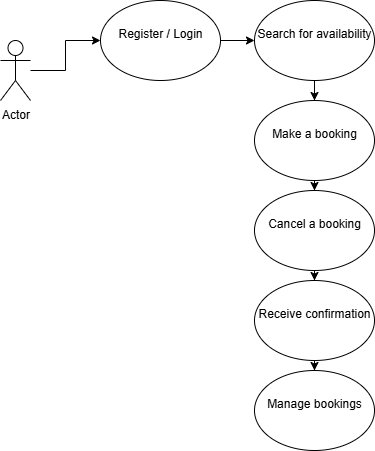 Register / Login
Search for availability
Actor
Make a booking
Cancel a booking
Receive confirmation
Manage bookings